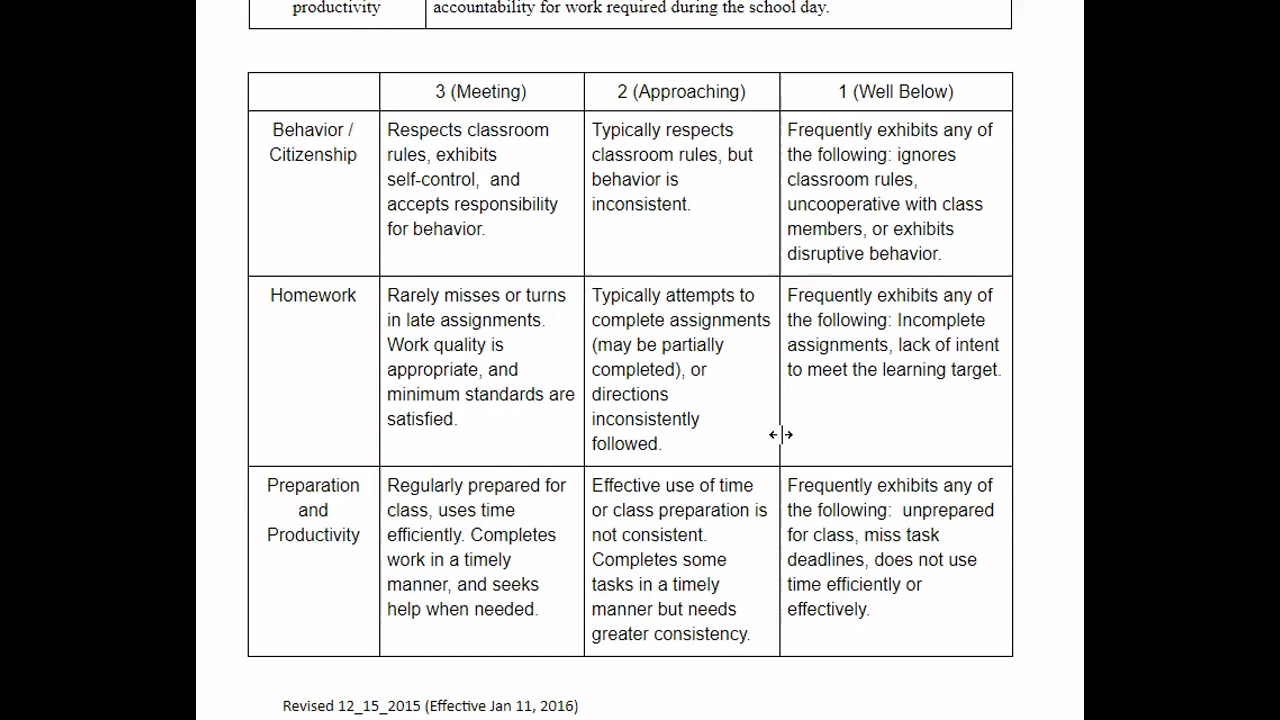 productivity
accountability for work required during the school day.
3 (Meeting)
2 (Approaching)
1 (Well Below)
Behavior /
Citizenship
Respects classroom
rules, exhibits
self-control,  and
accepts responsibility
for behavior.
Typically respects
classroom rules, but
behavior is
inconsistent.
Frequently exhibits any of
the following: ignores
classroom rules,
uncooperative with class
members, or exhibits
disruptive behavior.
Homework
Rarely misses or turns
in late assignments.
Work quality is
appropriate, and
minimum standards are
satisfied.
Typically attempts to
complete assignments
(may be partially
completed), or
directions
inconsistently
followed.
Frequently exhibits any of
the following: Incomplete
assignments, lack of intent
to meet the learning target.
Preparation
and
Productivity
Regularly prepared for
class, uses time
efficiently. Completes
work in a timely
manner, and seeks
help when needed.
Effective use of time
or class preparation is
not consistent.
Completes some
tasks in a timely
manner but needs
greater consistency.
Frequently exhibits any of
the following:  unprepared
for class, miss task
deadlines, does not use
time efficiently or
effectively.
Revised 12_15_2015 (Effective Jan 11, 2016)